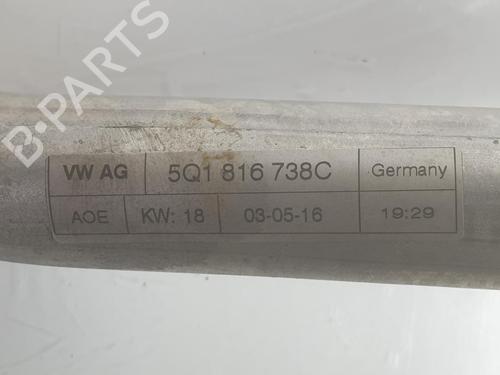 B-PARTS
VW AG 5Q1 816 738C Germany
AOE KW: 18 03-05-16 19:29